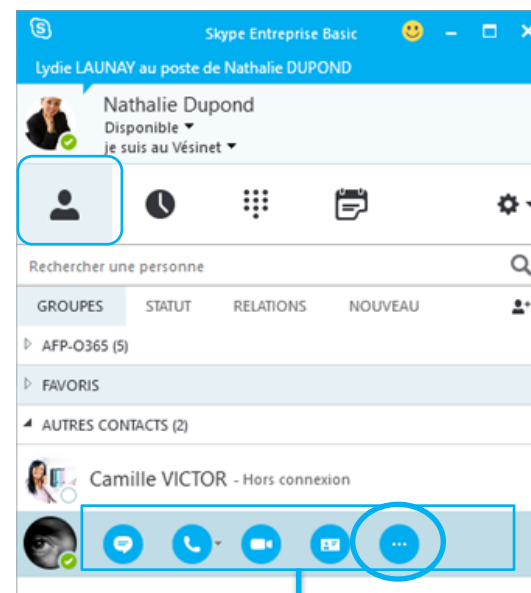 Skype Entreprise Basic
Lydie LAUNAY au poste de Nathalie DUPOND
Nathalie Dupond
Disponible
je suis au Vésinet
Rechercher une personne
GROUPES STATUT RELATIONS NOUVEAU
AFP-O365 (5)
FAVORIS
AUTRES CONTACTS (2)
Camille VICTOR - Hors connexion